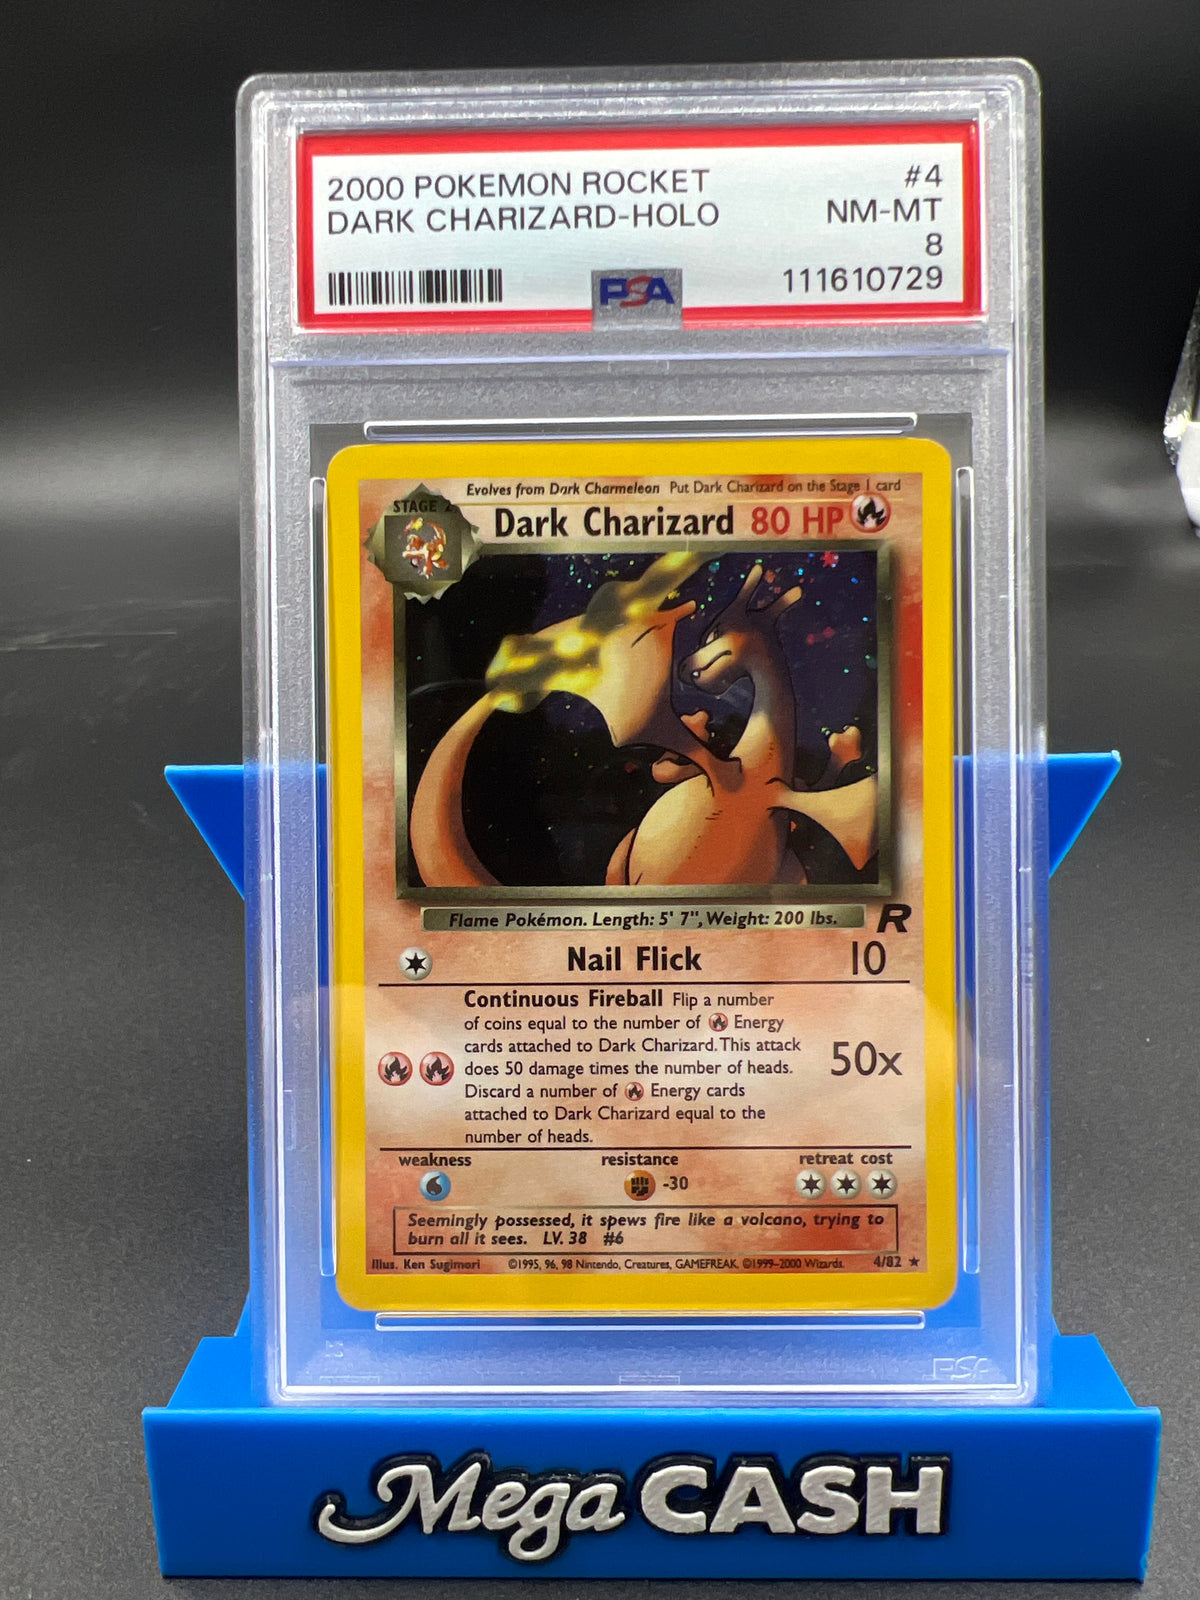 2000 POKEMON ROCKET #4
DARK CHARIZARD-HOLO NM-MT
8
PSA 111610729
Evolves from Dark Charmeleon Put Dark Charizard on the Stage 1 card
STAGE 2
Dark Charizard 80 HP
Flame Pokémon. Length: 5' 7", Weight: 200 lbs.
R
Nail Flick 10
Continuous Fireball Flip a number
of coins equal to the number of Energy
cards attached to Dark Charizard. This attack
does 50 damage times the number of heads.
Discard a number of Energy cards
attached to Dark Charizard equal to the
number of heads.
50x
weakness resistance retreat cost
-30
Seemingly possessed, it spews fire like a volcano, trying to
burn all it sees. LV. 38 #6
Illus. Ken Sugimori ©1995, 96, 98 Nintendo, Creatures, GAMEFREAK. ©1999-2000 Wizards. 4/82 ★
PSA
Mega CASH